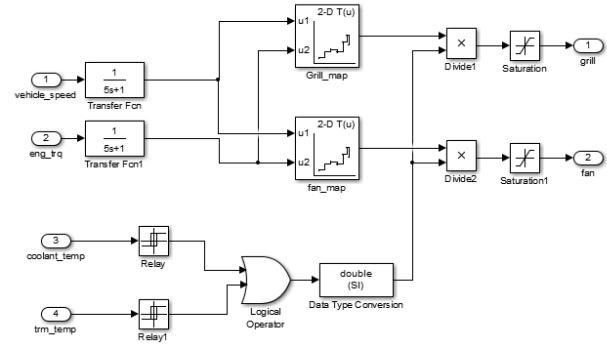 2-D T(u)
u1
u2
Grill_map
×
Divide1
Saturation
1
grill
1
vehicle_speed
1
5s+1
Transfer Fcn
2
eng_trq
1
5s+1
Transfer Fcn1
2-D T(u)
u1
u2
fan_map
×
Divide2
Saturation1
2
fan
3
coolant_temp
Relay
4
trm_temp
Relay1
Logical
Operator
double
(SI)
Data Type Conversion